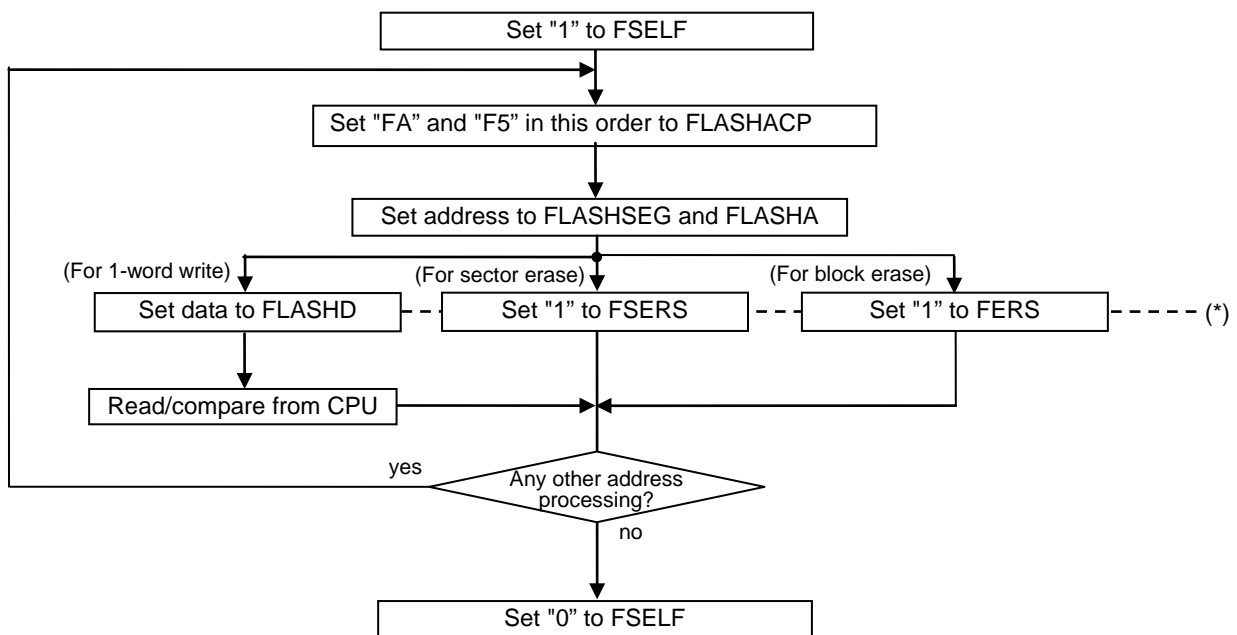 Set "1” to FSELF
Set "FA” and "F5” in this order to FLASHACP
Set address to FLASHSEG and FLASHA
(For 1-word write)
(For sector erase)
(For block erase)
Set data to FLASHD
Set "1” to FSERS
Set "1” to FERS
(*)
Read/compare from CPU
yes
Any other address
processing?
no
Set "0” to FSELF